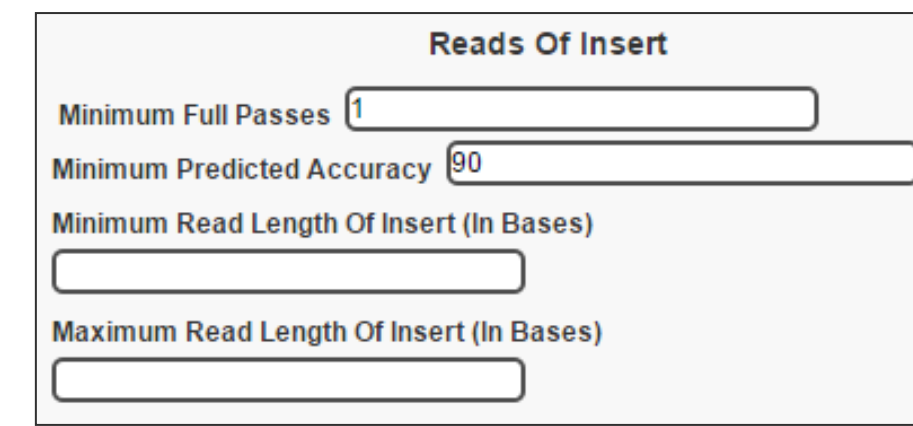 Reads Of Insert
Minimum Full Passes 1
Minimum Predicted Accuracy 90
Minimum Read Length Of Insert (In Bases)
Maximum Read Length Of Insert (In Bases)